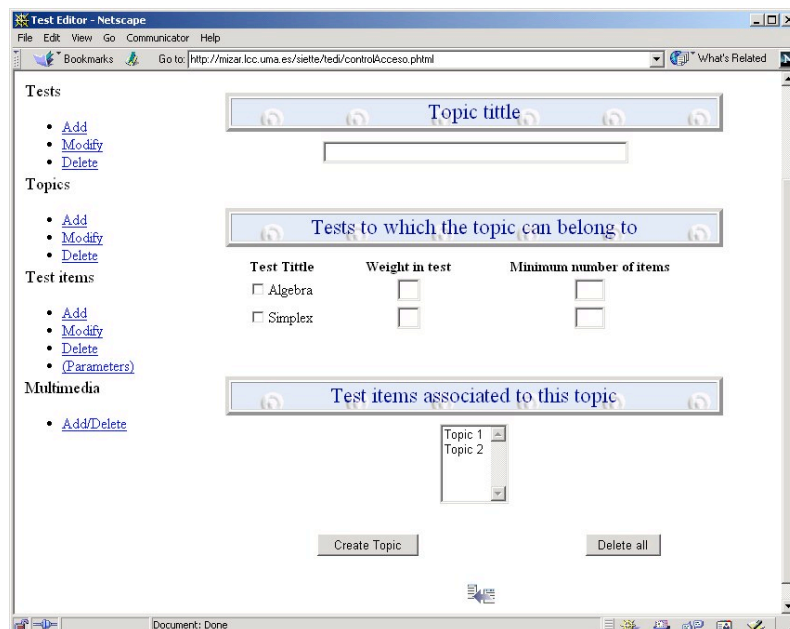 Test Editor - Netscape
File Edit View Go Communicator Help
Bookmarks Go to: http://mizar.lcc.uma.es/siette/tedi/controlAcceso.phtml What's Related
Tests
Add
Modify
Delete
Topics
Add
Modify
Delete
Test items
Add
Modify
Delete
(Parameters)
Multimedia
Add/Delete
Topic tittle
Tests to which the topic can belong to
Test Tittle Weight in test Minimum number of items
Algebra
Simplex
Test items associated to this topic
Topic 1
Topic 2
Create Topic Delete all
Document: Done